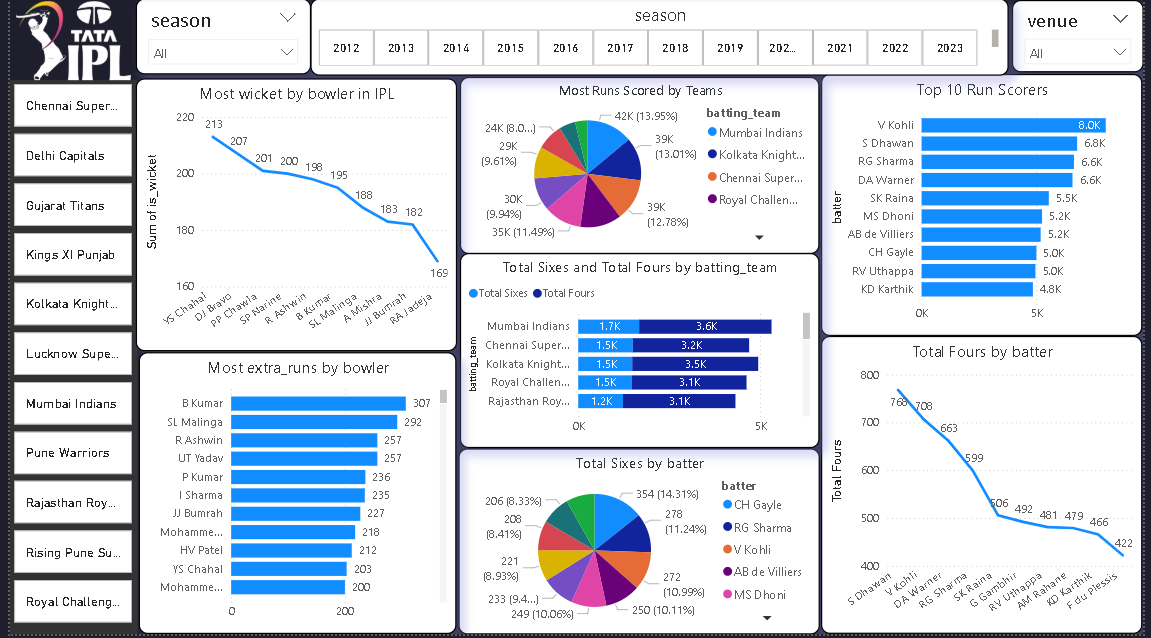 TATA
IPL
season
All
season
2012
2013
2014
2015
2016
2017
2018
2019
202...
2021
2022
2023
venue
All
Chennai Super...
Delhi Capitals
Gujarat Titans
Kings XI Punjab
Kolkata Knight...
Lucknow Supe...
Mumbai Indians
Pune Warriors
Rajasthan Roy...
Rising Pune Su...
Royal Challeng...
Most wicket by bowler in IPL
Sum of is_wicket
220
200
180
160
213
207
201
200
198
195
188
183
182
169
YS Chahal
DJ Bravo
PP Chawla
SP Narine
R Ashwin
B Kumar
SL Malinga
A Mishra
JJ Bumrah
RA Jadeja
Most extra_runs by bowler
B Kumar 307
SL Malinga 292
R Ashwin 257
UT Yadav 257
P Kumar 236
I Sharma 235
JJ Bumrah 227
Mohamme... 218
HV Patel 212
YS Chahal 203
Mohamme... 200
0 200
Most Runs Scored by Teams
42K (13.95%)
39K
(13.01%)
39K
(12.78%)
35K (11.49%)
30K
(9.94%)
29K
(9.61%)
24K (8.0...)
batting_team
Mumbai Indians
Kolkata Knight...
Chennai Super...
Royal Challen...
Total Sixes and Total Fours by batting_team
Total Sixes Total Fours
batting_team
Mumbai Indians 1.7K 3.6K
Chennai Super... 1.5K 3.2K
Kolkata Knight... 1.5K 3.5K
Royal Challen... 1.5K 3.1K
Rajasthan Roy... 1.2K 3.1K
0K 5K
Total Sixes by batter
354 (14.31%)
278
(11.24%)
272
(10.99%)
250 (10.11%)
249 (10.06%)
233 (9.4...)
221
(8.93%)
208
(8.41%)
206 (8.33%)
batter
CH Gayle
RG Sharma
V Kohli
AB de Villiers
MS Dhoni
Top 10 Run Scorers
batter
V Kohli 8.0K
S Dhawan 6.8K
RG Sharma 6.6K
DA Warner 6.6K
SK Raina 5.5K
MS Dhoni 5.2K
AB de Villiers 5.2K
CH Gayle 5.0K
RV Uthappa 5.0K
KD Karthik 4.8K
0K 5K
Total Fours by batter
Total Fours
800
700
600
500
400
768
708
663
599
506
492
481
479
466
422
S Dhawan
V Kohli
DA Warner
RG Sharma
SK Raina
G Gambhir
RV Uthappa
AM Rahane
KD Karthik
F du Plessis